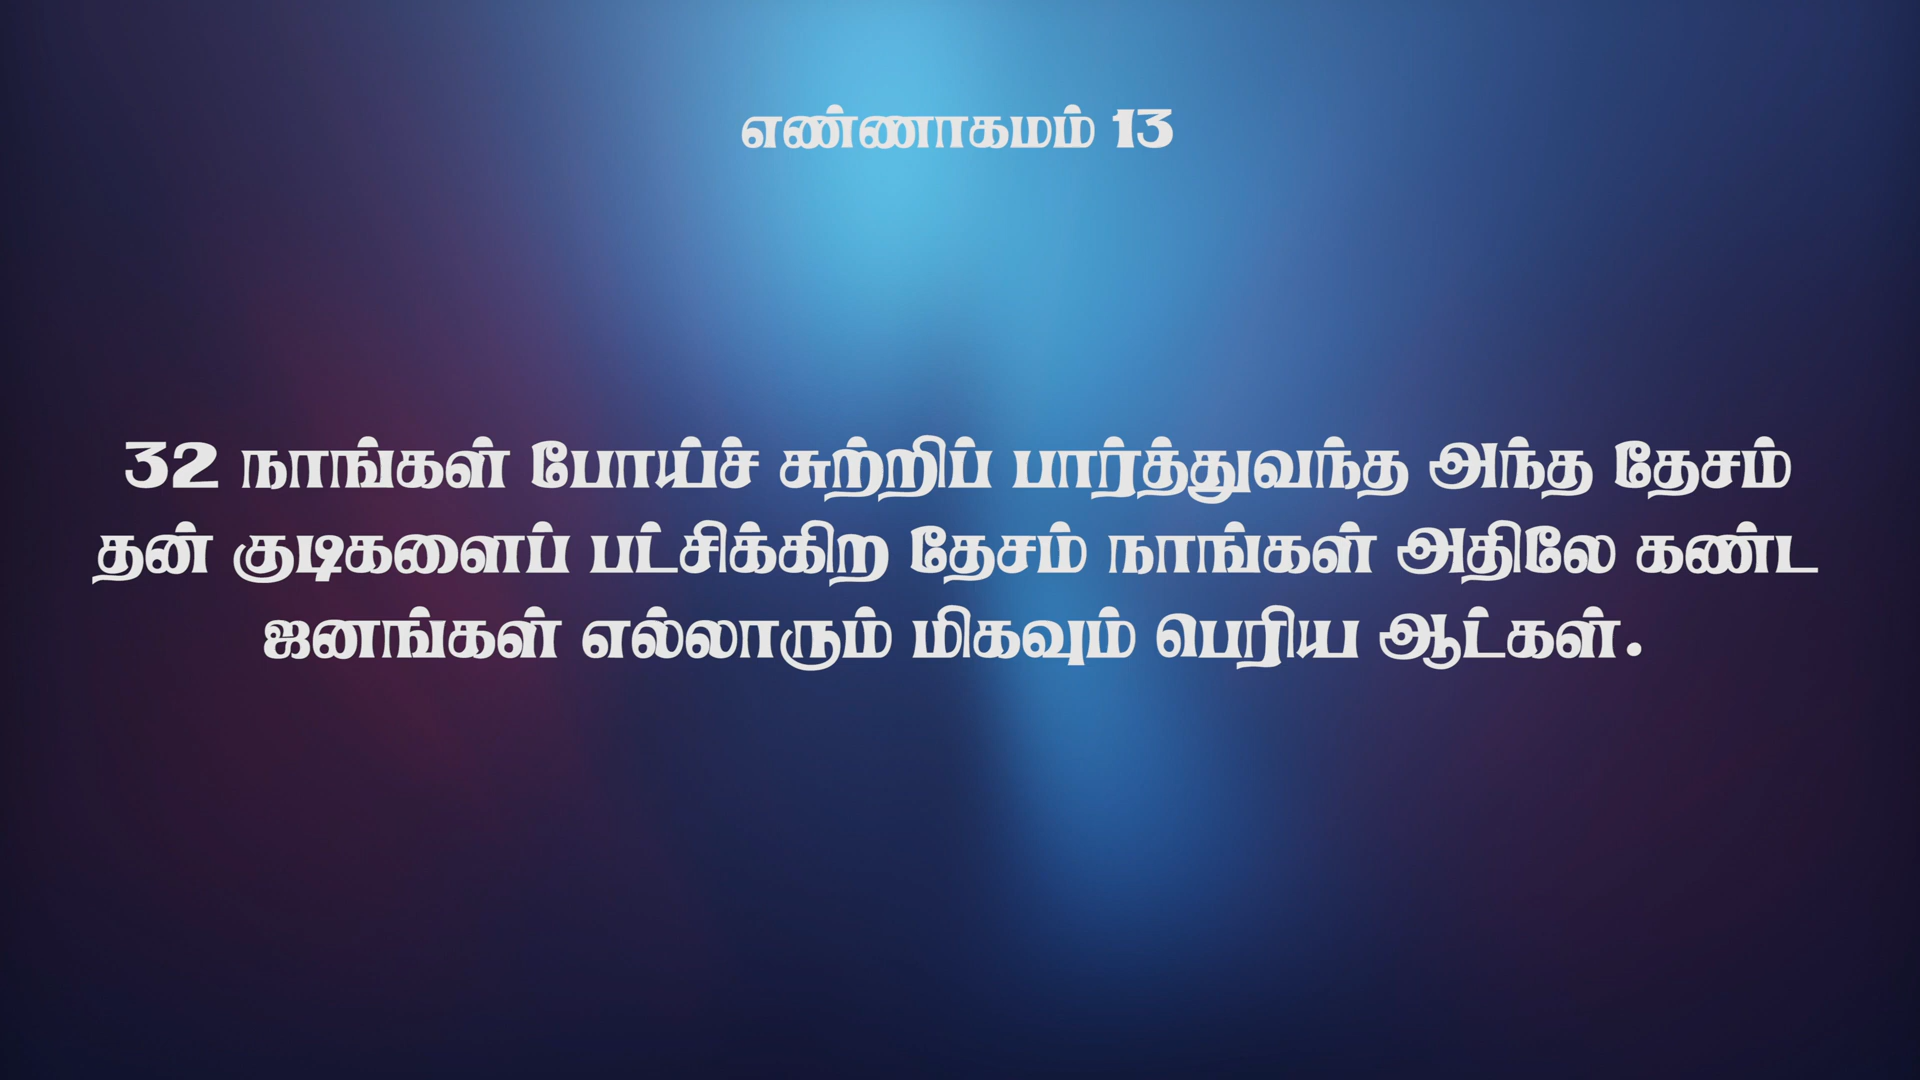 எண்ணாகமம் 13
32 நாங்கள் போய்ச் சுற்றிப் பார்த்துவந்த அந்த தேசம்
தன் குடிகளைப் பட்சிக்கிற தேசம் நாங்கள் அதிலே கண்ட
ஜனங்கள் எல்லாரும் மிகவும் பெரிய ஆட்கள்.